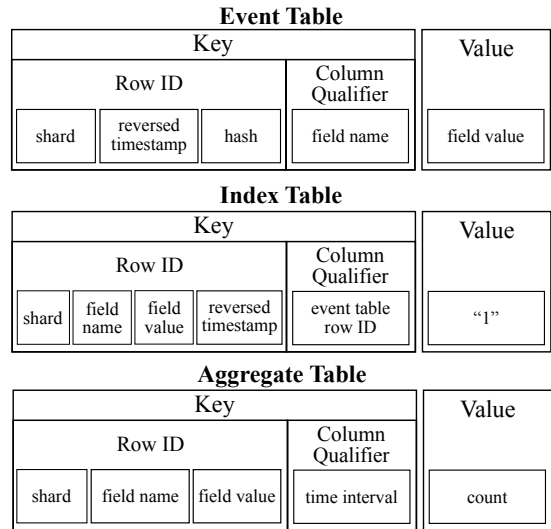 Event Table
Key
Value
Row ID
Column
Qualifier
shard
reversed
timestamp
hash
field name
field value
Index Table
Key
Value
Row ID
Column
Qualifier
shard
field
name
field
value
reversed
timestamp
event table
row ID
“1”
Aggregate Table
Key
Value
Row ID
Column
Qualifier
shard
field name
field value
time interval
count